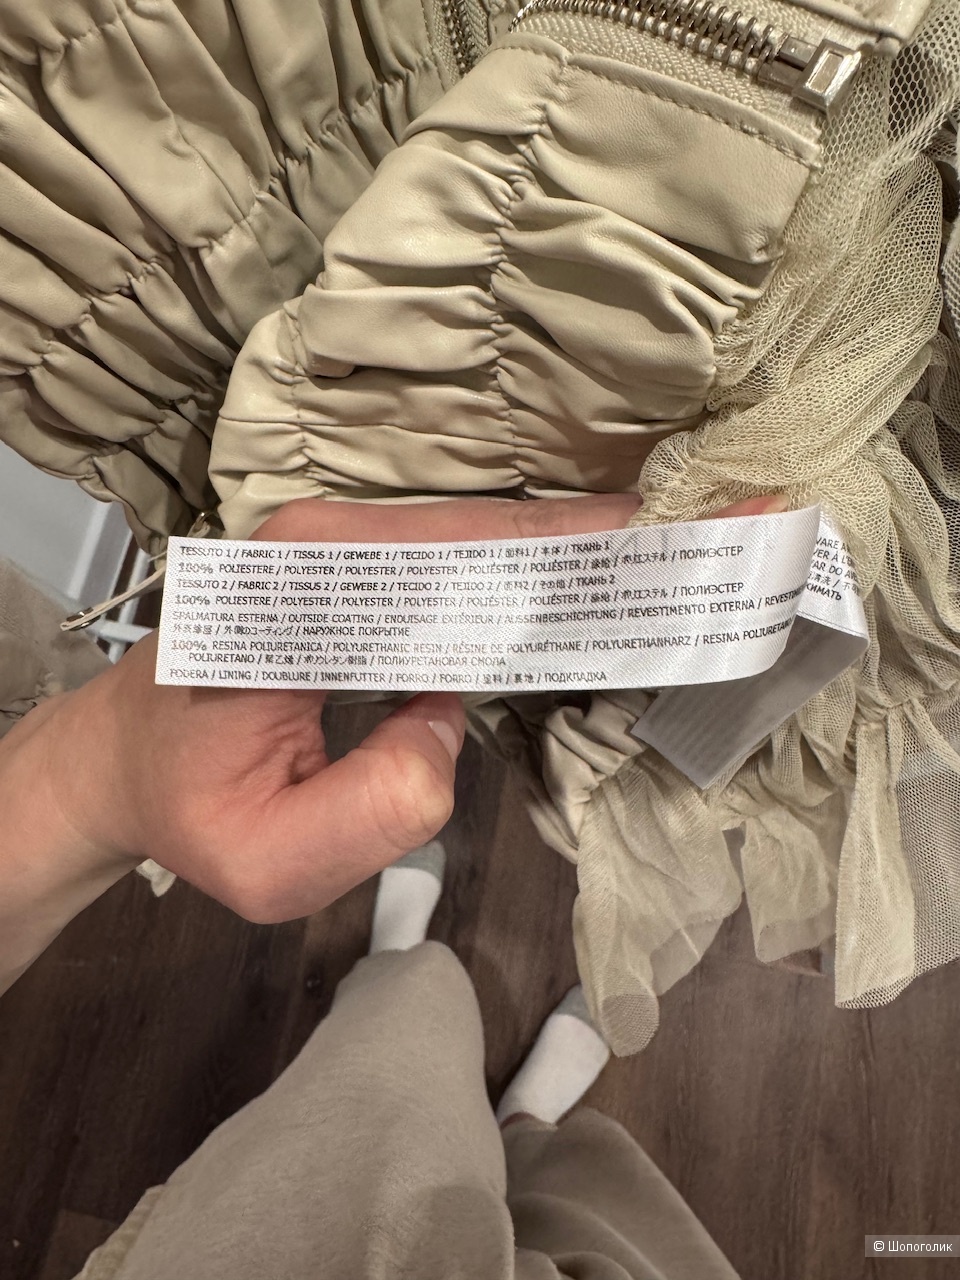 TESSUTO 1 / FABRIC 1 / TISSUS 1 / GEWEBE 1 / TECIDO 1 / TEJIDO 1 / 面料1 / 本体 / ТКАНЬ 1
100% POLIESTERE / POLYESTER / POLYESTER / POLYESTER / POLIÉSTER / POLIÉSTER / 涤纶 / ポリエステル / ПОЛИЭСТЕР
TESSUTO 2 / FABRIC 2 / TISSUS 2 / GEWEBE 2 / TECIDO 2 / TEJIDO 2 / 面料2 / その他 / ТКАНЬ 2
100% POLIESTERE / POLYESTER / POLYESTER / POLYESTER / POLIÉSTER / POLIÉSTER / 涤纶 / ポリエステル / ПОЛИЭСТЕР
SPALMATURA ESTERNA / OUTSIDE COATING / ENDUISAGE EXTÉRIEUR / AUSSENBESCHICHTUNG / REVESTIMENTO EXTERNA /
外表涂层 / 外側のコーティング / НАРУЖНОЕ ПОКРЫТИЕ
100% RESINA POLIURETANICA / POLYURETHANIC RESIN / RÉSINE DE POLYURÉTHANE / POLYURETHANHARZ / RESINA
POLIURETANO / 聚乙烯 / ポリウレタン樹脂 / ПОЛИУРЕТАНОВАЯ СМОЛА
FODERA / LINING / DOUBLURE / INNENFUTTER / FORRO / FORRO / 里料 / 裏地 / ПОДКЛАДКА
© Шопоголик